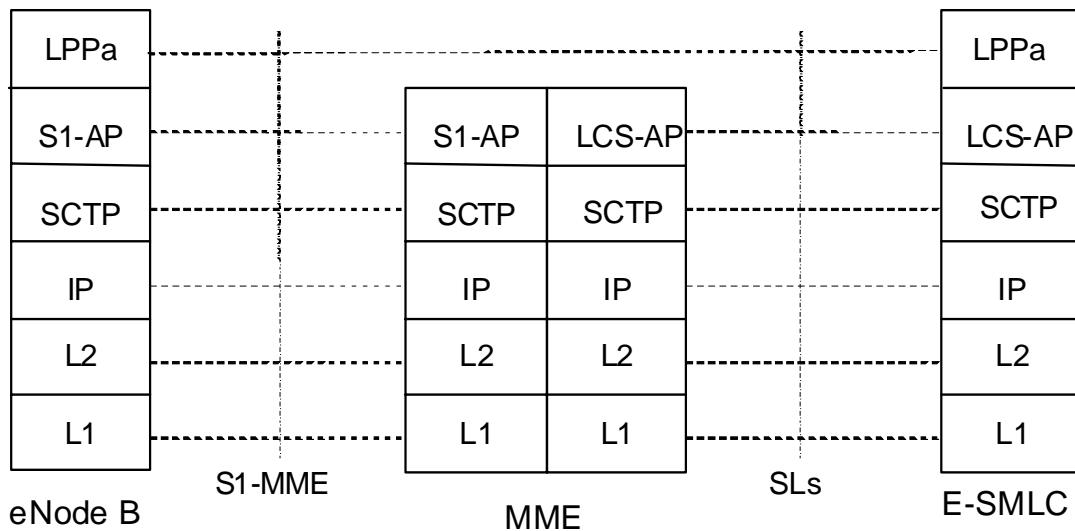 LPPa LPPa
S1-AP S1-AP LCS-AP LCS-AP
SCTP SCTP SCTP SCTP
IP IP IP IP
L2 L2 L2 L2
L1 L1 L1 L1
S1-MME SLs
eNode B MME E-SMLC